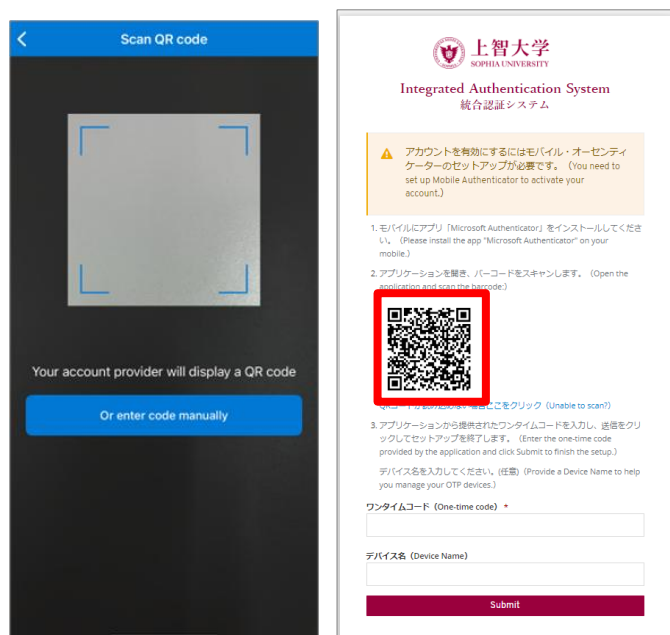 Scan QR code
Your account provider will display a QR code
Or enter code manually
上智大学
SOPHIA UNIVERSITY
Integrated Authentication System
統合認証システム
アカウントを有効にするにはモバイル・オーセンティ
ケーターのセットアップが必要です。 (You need to
set up Mobile Authenticator to activate your
account.)
1. モバイルにアプリ「Microsoft Authenticator」をインストールしてくださ
い。 (Please install the app "Microsoft Authenticator" on your
mobile.)
2. アプリケーションを開き、バーコードをスキャンします。 (Open the
application and scan the barcode:)
QRコードが読み込めない場合ここをクリック (Unable to scan?)
3. アプリケーションから提供されたワンタイムコードを入力し、送信をクリ
ックしてセットアップを終了します。 (Enter the one-time code
provided by the application and click Submit to finish the setup.)
デバイス名を入力してください。(任意) (Provide a Device Name to help
you manage your OTP devices.)
ワンタイムコード (One-time code) *
デバイス名 (Device Name)
Submit